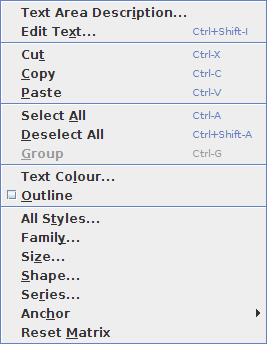 Text Area Description...
Edit Text... Ctrl+Shift-I
Cut Ctrl-X
Copy Ctrl-C
Paste Ctrl-V
Select All Ctrl-A
Deselect All Ctrl+Shift-A
Group Ctrl-G
Text Colour...
Outline
All Styles...
Family...
Size...
Shape...
Series...
Anchor
Reset Matrix